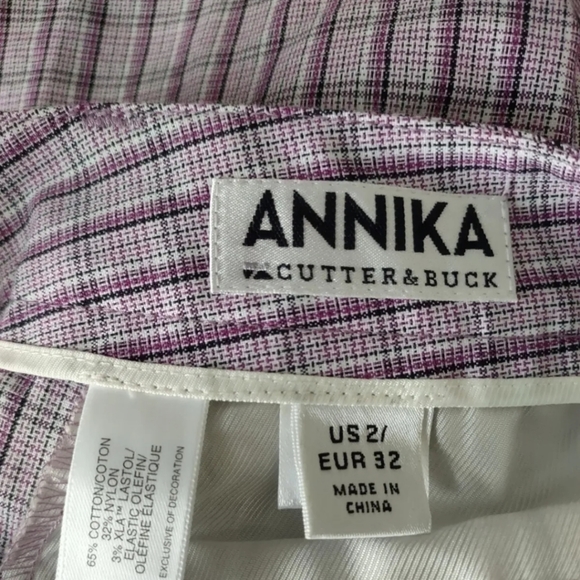 ANNIKA
CUTTER&BUCK
US 2/
EUR 32
MADE IN
CHINA
65% COTTON/COTON
32% NYLON
3% XLA™ LASTOL/
ELASTIC OLEFIN/
OLÉFINE ÉLASTIQUE
EXCLUSIVE OF DECORATION